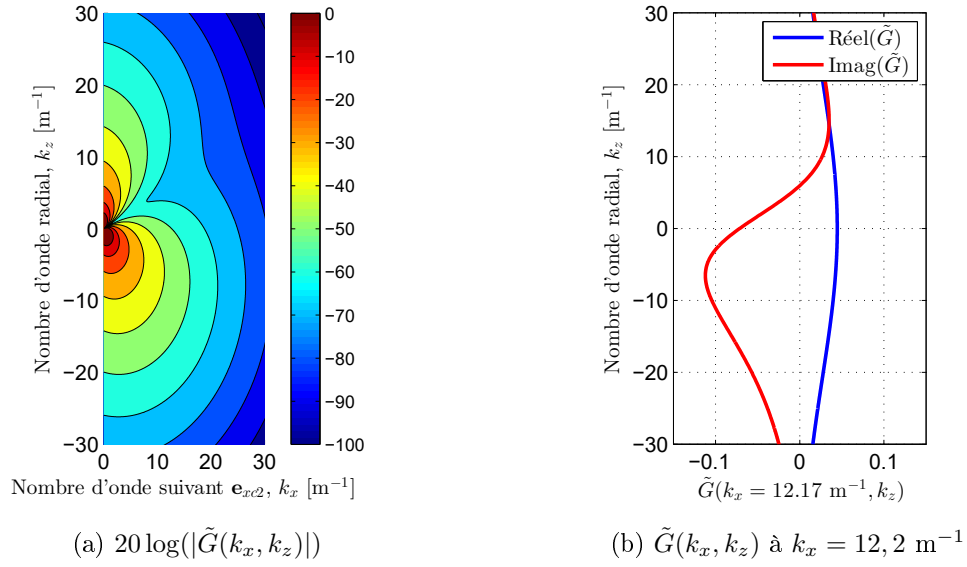 30
20
10
0
−10
−20
−30
0 10 20 30
Nombre d'onde radial, k_z [m⁻¹]
Nombre d'onde suivant e_{xc2}, k_x [m⁻¹]
0
−10
−20
−30
−40
−50
−60
−70
−80
−90
−100
(a) 20 log(|G̃(k_x, k_z)|)
30
20
10
0
−10
−20
−30
−0.1 0 0.1
Nombre d'onde radial, k_z [m⁻¹]
Réel(G̃)
Imag(G̃)
G̃(k_x = 12.17 m⁻¹, k_z)
(b) G̃(k_x, k_z) à k_x = 12, 2 m⁻¹